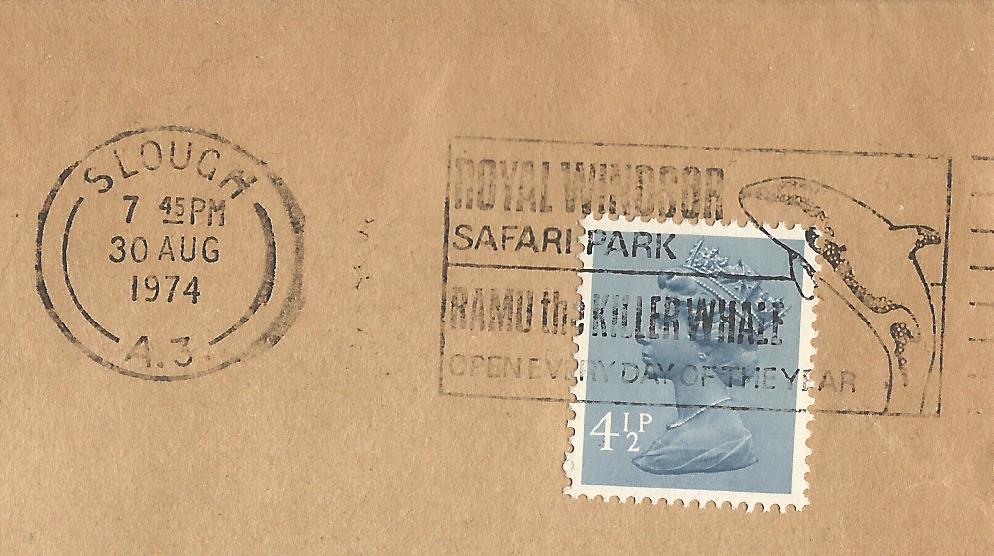 SLOUGH
7 45PM
30 AUG
1974
A.3.
ROYAL WINDSOR
SAFARI PARK
RAMU the KILLER WHALE
OPEN EVERY DAY OF THE YEAR
4½P